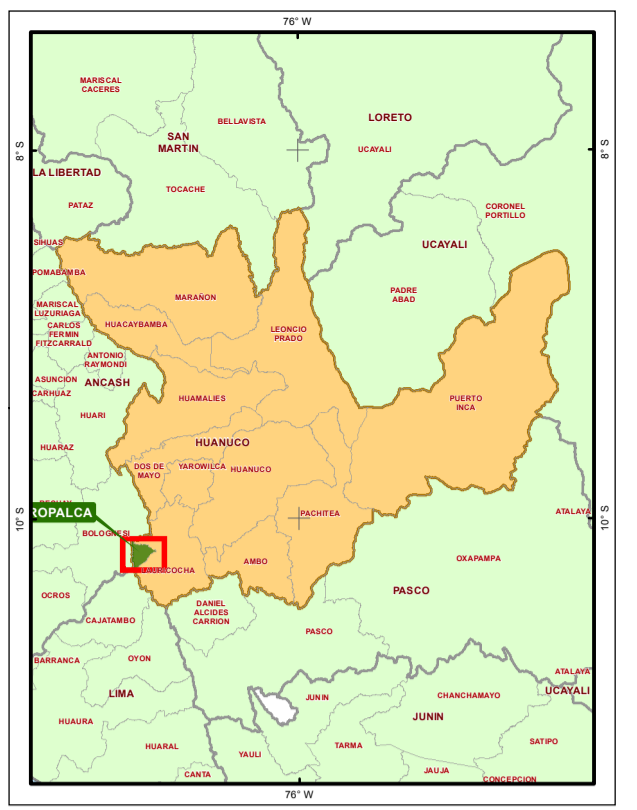 76° W
MARISCAL
CACERES
BELLAVISTA
LORETO
SAN
MARTIN
UCAYALI
8° S
8° S
LA LIBERTAD
TOCACHE
PATAZ
CORONEL
PORTILLO
SIHUAS
UCAYALI
POMABAMBA
PADRE
ABAD
MARAÑON
MARISCAL
LUZURIAGA
HUACAYBAMBA
CARLOS
FERMIN
FITZCARRALD
LEONCIO
PRADO
ANTONIO
RAYMONDI
ASUNCION
ANCASH
CARHUAZ
HUAMALIES
PUERTO
INCA
HUARI
HUANUCO
HUARAZ
DOS DE
MAYO
YAROWILCA
HUANUCO
ROPALCA
PACHITEA
ATALAYA
10° S
10° S
BOLOGNESI
OXAPAMPA
AMBO
LAURICOCHA
PASCO
OCROS
DANIEL
ALCIDES
CARRION
CAJATAMBO
PASCO
BARRANCA
OYON
ATALAYA
LIMA
JUNIN
CHANCHAMAYO
UCAYALI
HUAURA
JUNIN
HUARAL
YAULI
TARMA
SATIPO
CANTA
JAUJA
CONCEPCION
76° W